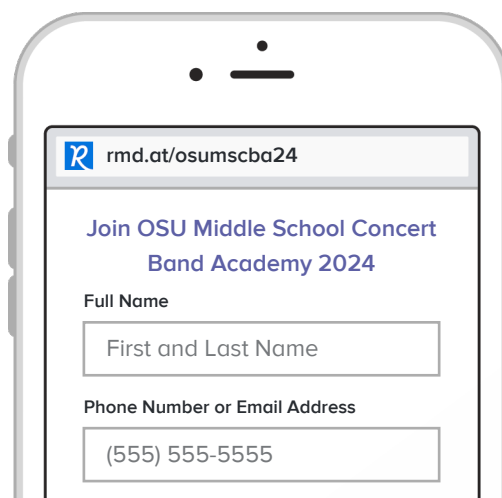 rmd.at/osumscba24
Join OSU Middle School Concert
Band Academy 2024
Full Name
First and Last Name
Phone Number or Email Address
(555) 555-5555